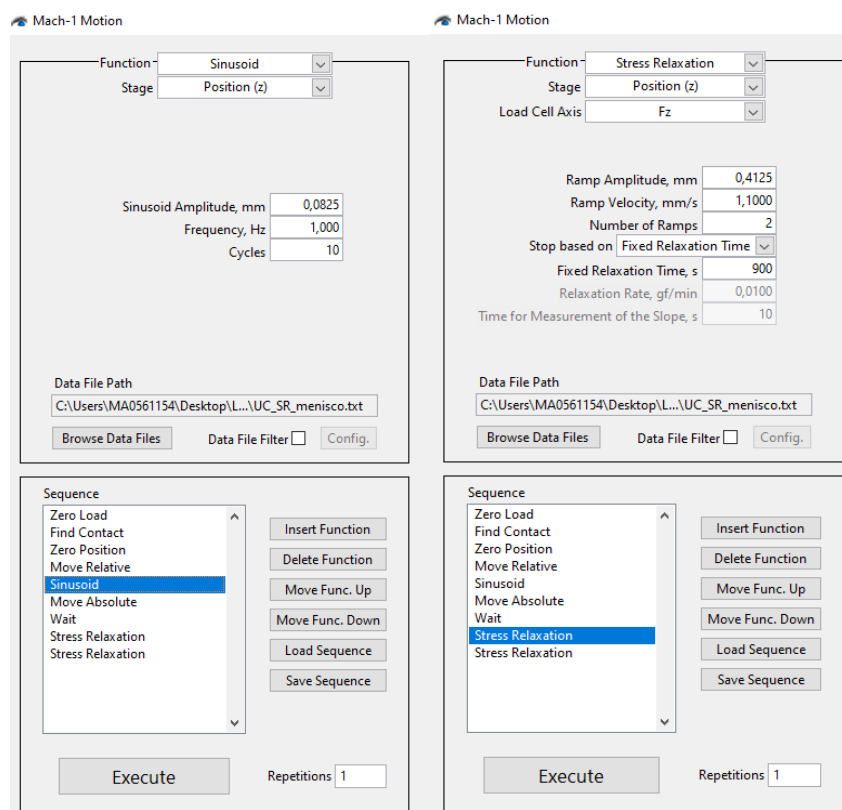 Mach-1 Motion
Function Sinusoid
Stage Position (z)
Sinusoid Amplitude, mm 0,0825
Frequency, Hz 1,000
Cycles 10
Data File Path
C:\Users\MA0561154\Desktop\L...\UC_SR_menisco.txt
Browse Data Files Data File Filter Config.
Sequence
Zero Load
Find Contact
Zero Position
Move Relative
Sinusoid
Move Absolute
Wait
Stress Relaxation
Stress Relaxation
Insert Function
Delete Function
Move Func. Up
Move Func. Down
Load Sequence
Save Sequence
Execute Repetitions 1
Mach-1 Motion
Function Stress Relaxation
Stage Position (z)
Load Cell Axis Fz
Ramp Amplitude, mm 0,4125
Ramp Velocity, mm/s 1,1000
Number of Ramps 2
Stop based on Fixed Relaxation Time
Fixed Relaxation Time, s 900
Relaxation Rate, gf/min 0,0100
Time for Measurement of the Slope, s 10
Data File Path
C:\Users\MA0561154\Desktop\L...\UC_SR_menisco.txt
Browse Data Files Data File Filter Config.
Sequence
Zero Load
Find Contact
Zero Position
Move Relative
Sinusoid
Move Absolute
Wait
Stress Relaxation
Stress Relaxation
Insert Function
Delete Function
Move Func. Up
Move Func. Down
Load Sequence
Save Sequence
Execute Repetitions 1